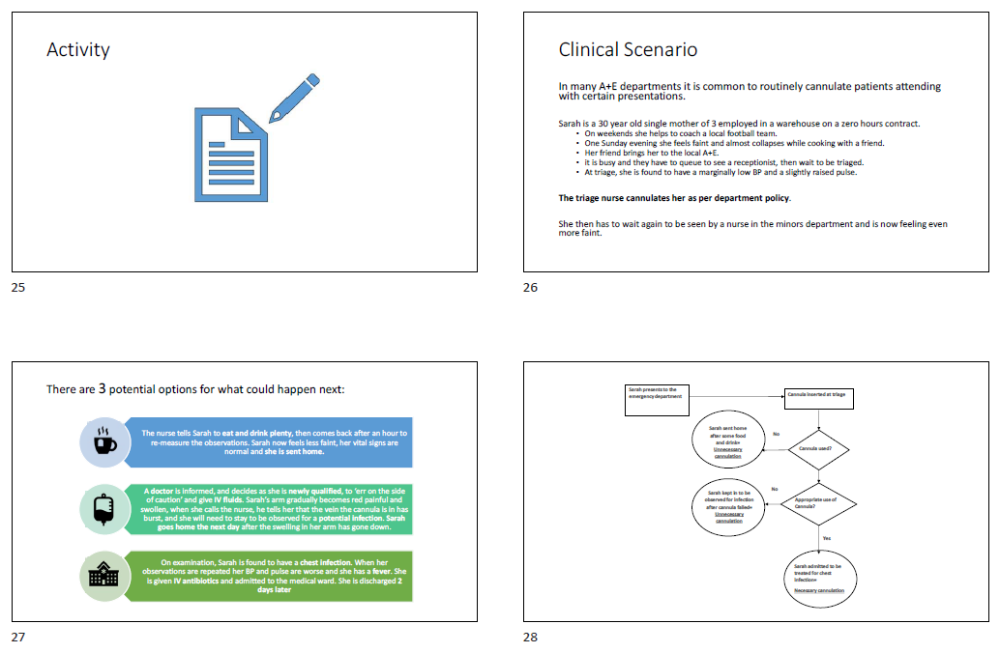 Activity
25
Clinical Scenario
In many A+E departments it is common to routinely cannulate patients attending
with certain presentations.
Sarah is a 30 year old single mother of 3 employed in a warehouse on a zero hours contract.
• On weekends she helps to coach a local football team.
• One Sunday evening she feels faint and almost collapses while cooking with a friend.
• Her friend brings her to the local A+E.
• it is busy and they have to queue to see a receptionist, then wait to be triaged.
• At triage, she is found to have a marginally low BP and a slightly raised pulse.
The triage nurse cannulates her as per department policy.
She then has to wait again to be seen by a nurse in the minors department and is now feeling even
more faint.
26
There are 3 potential options for what could happen next:
The nurse tells Sarah to eat and drink plenty, then comes back after an hour to
re-measure the observations. Sarah now feels less faint, her vital signs are
normal and she is sent home.
A doctor is informed, and decides as she is newly qualified, to 'err on the side
of caution' and give IV fluids. Sarah's arm gradually becomes red painful and
swollen, when she calls the nurse, he tells her that the vein the cannula is in has
burst, and she will need to stay to be observed for a potential infection. Sarah
goes home the next day after the swelling in her arm has gone down.
On examination, Sarah is found to have a chest infection. When her
observations are repeated her BP and pulse are worse and she has a fever. She
is given IV antibiotics and admitted to the medical ward. She is discharged 2
days later
27
Sarah presents to the
emergency department
Cannula inserted at triage
Cannula used?
No
Sarah sent home
after some food
and drink=
Unnecessary
cannulation
Appropriate use of
Cannula?
No
Sarah kept in to be
observed for infection
after cannula failed=
Unnecessary
cannulation
Yes
Sarah admitted to be
treated for chest
infection=
Necessary cannulation
28